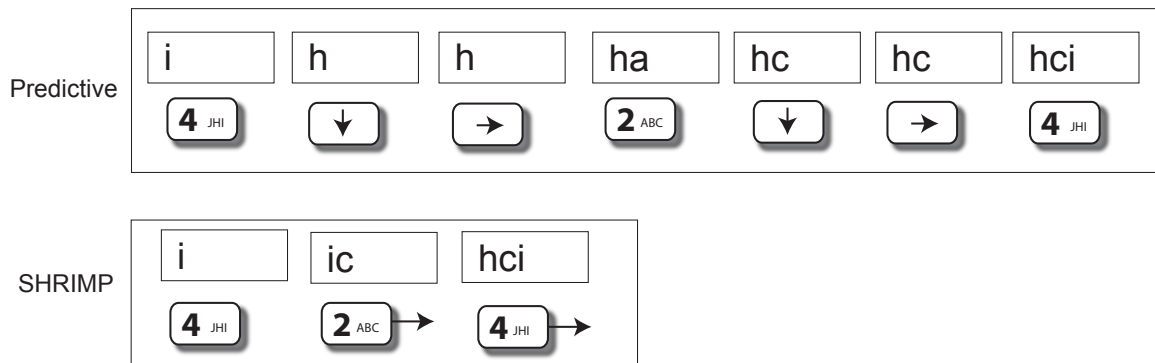 i h h ha hc hc hci
Predictive
4 JHI 2 ABC 4 JHI
i ic hci
SHRIMP
4 JHI 2 ABC 4 JHI